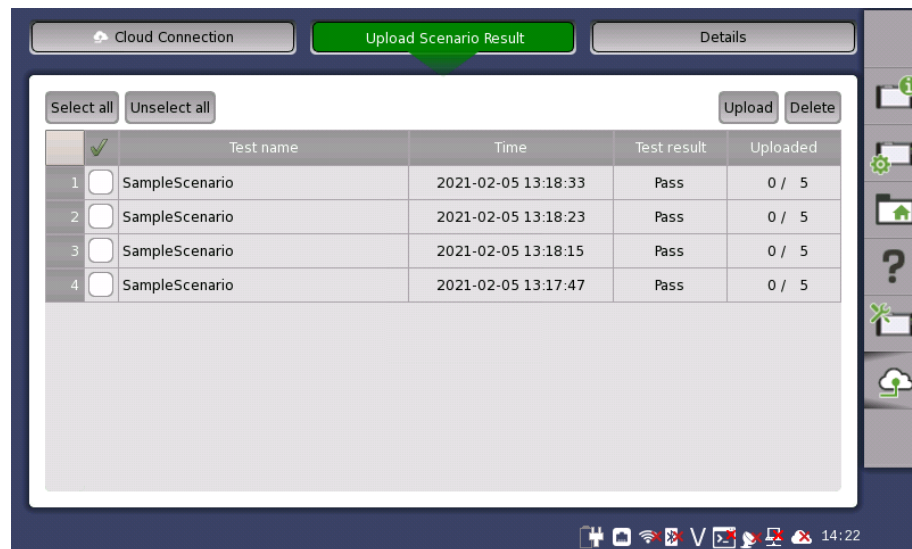 Cloud Connection Upload Scenario Result Details
Select all Unselect all Upload Delete
Test name Time Test result Uploaded
1 SampleScenario 2021-02-05 13:18:33 Pass 0 / 5
2 SampleScenario 2021-02-05 13:18:23 Pass 0 / 5
3 SampleScenario 2021-02-05 13:18:15 Pass 0 / 5
4 SampleScenario 2021-02-05 13:17:47 Pass 0 / 5
?
V 14:22